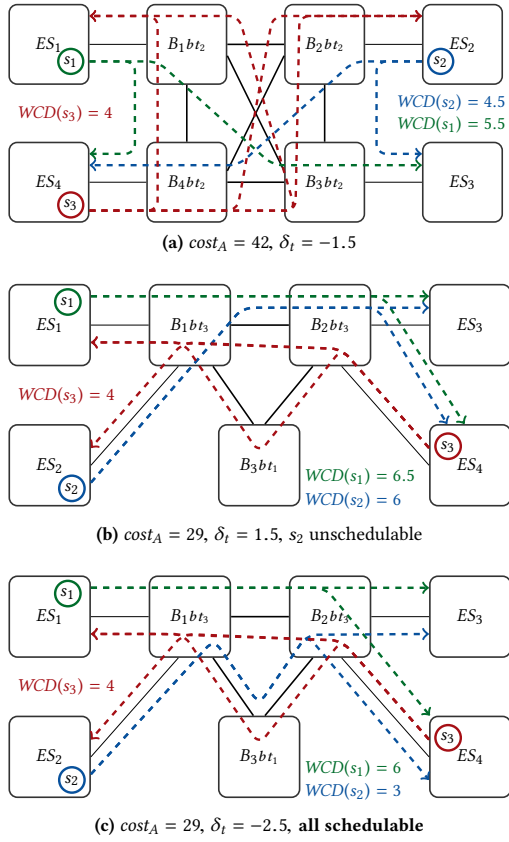 ES1 B1bt2 B2bt2 ES2
s1 s2
WCD(s3) = 4 WCD(s2) = 4.5
WCD(s1) = 5.5
ES4 B4bt2 B3bt2 ES3
s3
(a) costA = 42, δt = −1.5
s1
ES1 B1bt3 B2bt3 ES3
WCD(s3) = 4
s3
ES2 B3bt1 ES4
s2 WCD(s1) = 6.5
WCD(s2) = 6
(b) costA = 29, δt = 1.5, s2 unschedulable
s1
ES1 B1bt3 B2bt3 ES3
WCD(s3) = 4
s3
ES2 B3bt1 ES4
s2 WCD(s1) = 6
WCD(s2) = 3
(c) costA = 29, δt = −2.5, all schedulable